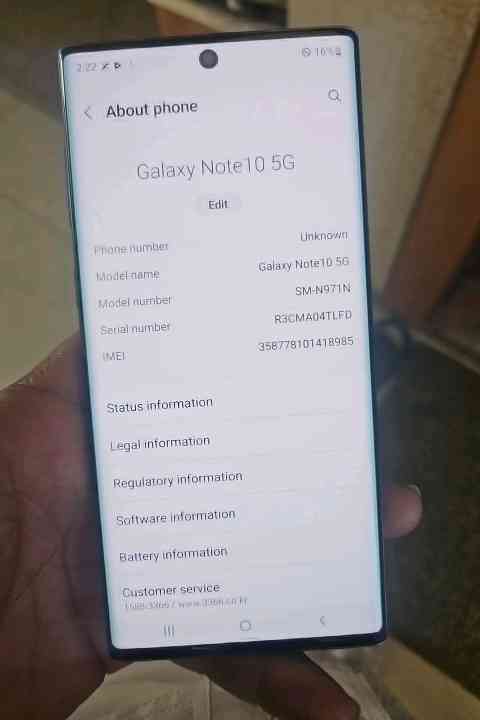 2:22
16%
About phone
Galaxy Note10 5G
Edit
Phone number Unknown
Model name Galaxy Note10 5G
Model number SM-N971N
Serial number R3CMA04TLFD
IMEI 358778101418985
Status information
Legal information
Regulatory information
Software information
Battery information
Customer service
1588-3366 / www.3366.co.kr